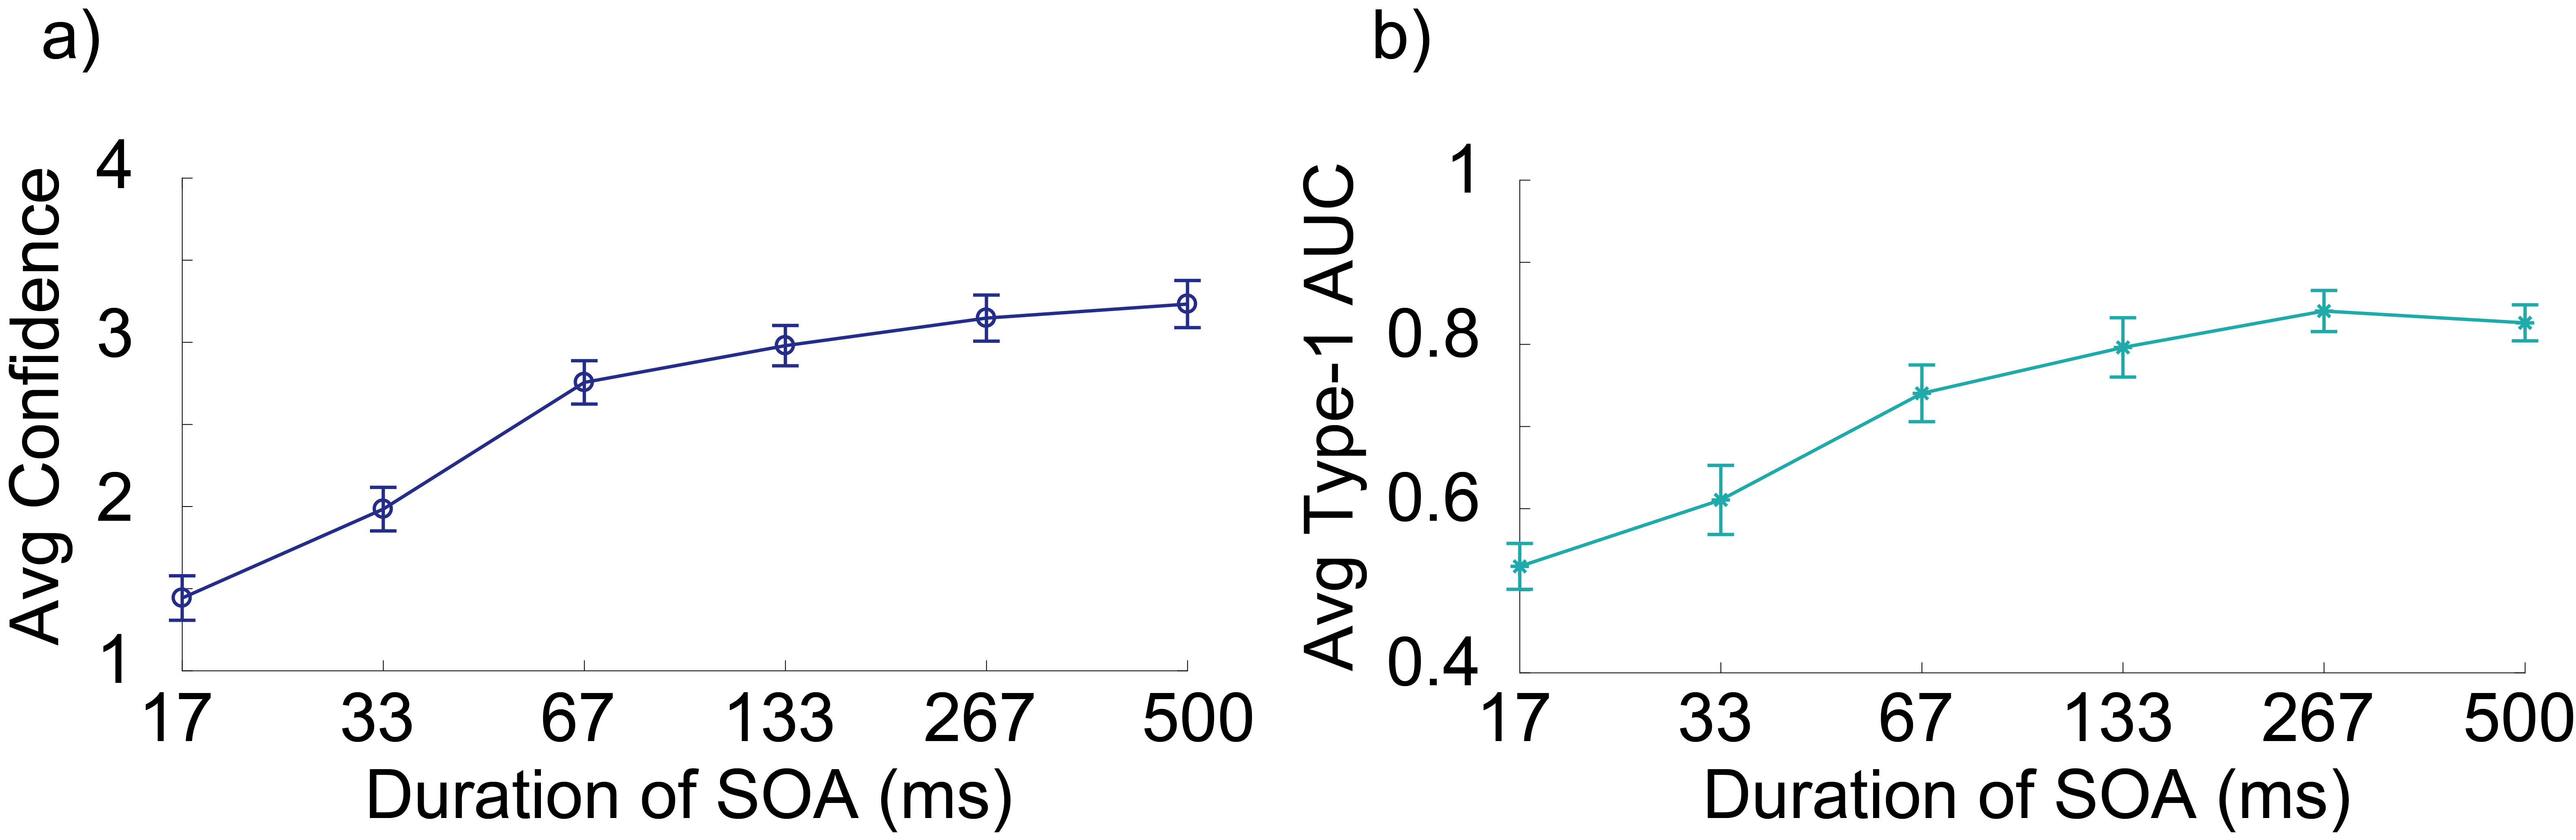 a)
Avg Confidence
4
3
2
1
17 33 67 133 267 500
Duration of SOA (ms)
b)
Avg Type-1 AUC
1
0.8
0.6
0.4
17 33 67 133 267 500
Duration of SOA (ms)